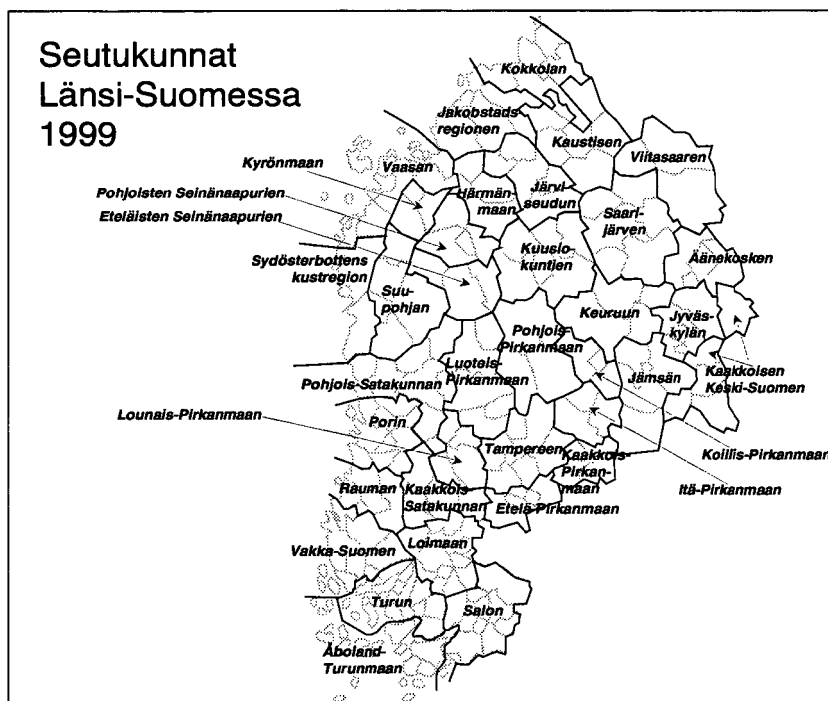 Seutukunnat
Länsi-Suomessa
1999
Kokkolan
Jakobstads-
regionen
Kaustisen
Viitasaaren
Kyrönmaan
Vaasan
Pohjoisten Seinänaapurien
Eteläisten Seinänaapurien
Härmän-
maan
Järvi-
seudun
Saari-
järven
Sydösterbottens
kustregion
Kuusio-
kuntien
Äänekosken
Suu-
pohjan
Keuruun
Jyväs-
kylän
Pohjois-
Pirkanmaan
Luoteis-
Pirkanmaan
Pohjois-Satakunnan
Jämsän
Kaakkoisen
Keski-Suomen
Lounais-Pirkanmaan
Porin
Tampereen
Kaakkois-
Pirkan-
maan
Koillis-Pirkanmaan
Itä-Pirkanmaan
Rauman
Kaakkois-
Satakunnan
Etelä-Pirkanmaan
Vakka-Suomen
Loimaan
Turun
Salon
Åboland-
Turunmaan